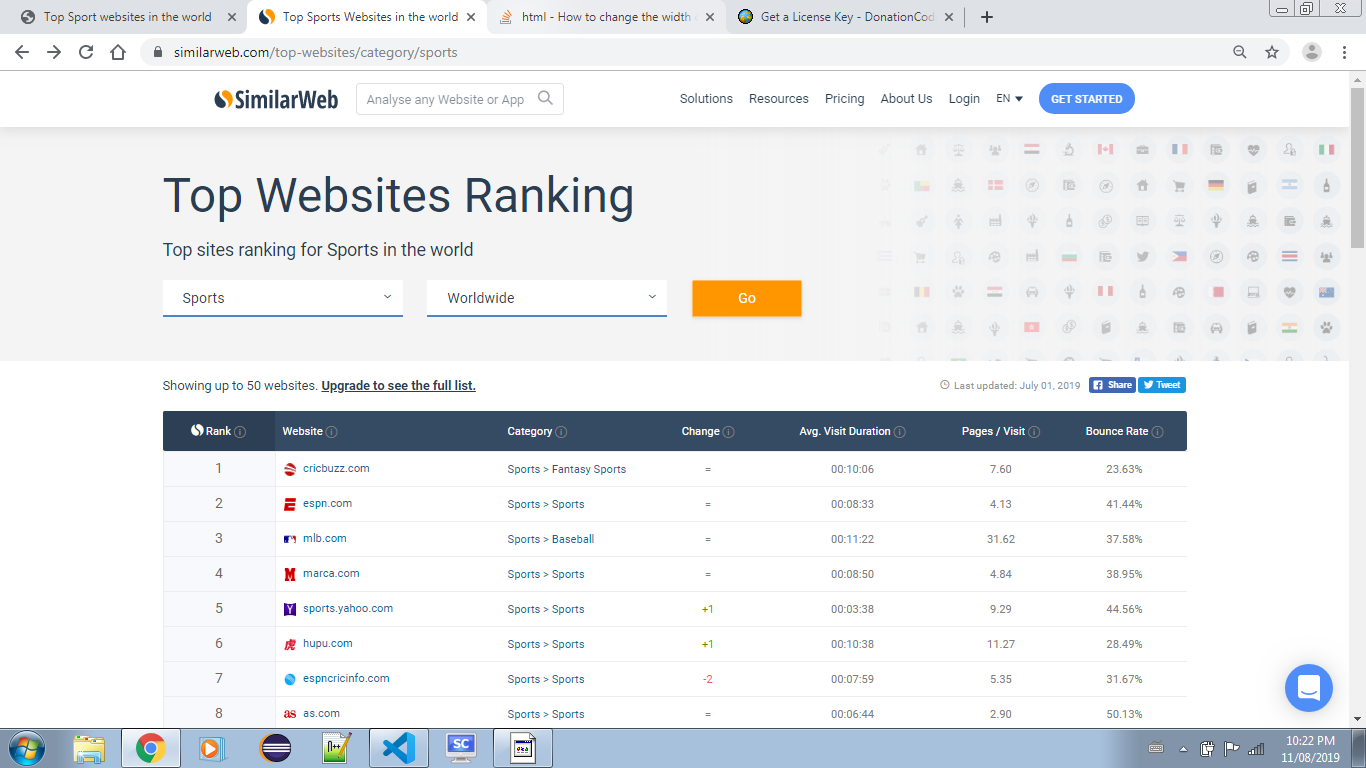 Top Sport websites in the world
Top Sports Websites in the world
html - How to change the width
Get a License Key - DonationCod
similarweb.com/top-websites/category/sports
SimilarWeb
Analyse any Website or App
Solutions Resources Pricing About Us Login EN GET STARTED
Top Websites Ranking
Top sites ranking for Sports in the world
Sports Worldwide Go
Showing up to 50 websites. Upgrade to see the full list.
Last updated: July 01, 2019 Share Tweet
Rank Website Category Change Avg. Visit Duration Pages / Visit Bounce Rate
1 cricbuzz.com Sports > Fantasy Sports = 00:10:06 7.60 23.63%
2 espn.com Sports > Sports = 00:08:33 4.13 41.44%
3 mlb.com Sports > Baseball = 00:11:22 31.62 37.58%
4 marca.com Sports > Sports = 00:08:50 4.84 38.95%
5 sports.yahoo.com Sports > Sports +1 00:03:38 9.29 44.56%
6 hupu.com Sports > Sports +1 00:10:38 11.27 28.49%
7 espncricinfo.com Sports > Sports -2 00:07:59 5.35 31.67%
8 as as.com Sports > Sports = 00:06:44 2.90 50.13%
SC
10:22 PM
11/08/2019